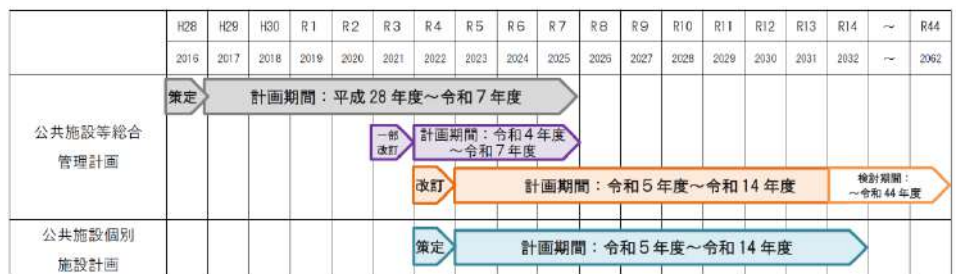 H28 H29 H30 R1 R2 R3 R4 R5 R6 R7 R8 R9 R10 R11 R12 R13 R14 ~ R44
2016 2017 2018 2019 2020 2021 2022 2023 2024 2025 2026 2027 2028 2029 2030 2031 2032 ~ 2062
公共施設等総合
管理計画
策定 計画期間：平成28年度～令和7年度
一部
改訂
計画期間：令和4年度
～令和7年度
改訂 計画期間：令和5年度～令和14年度
検討期間：
～令和44年度
公共施設個別
施設計画
策定 計画期間：令和5年度～令和14年度